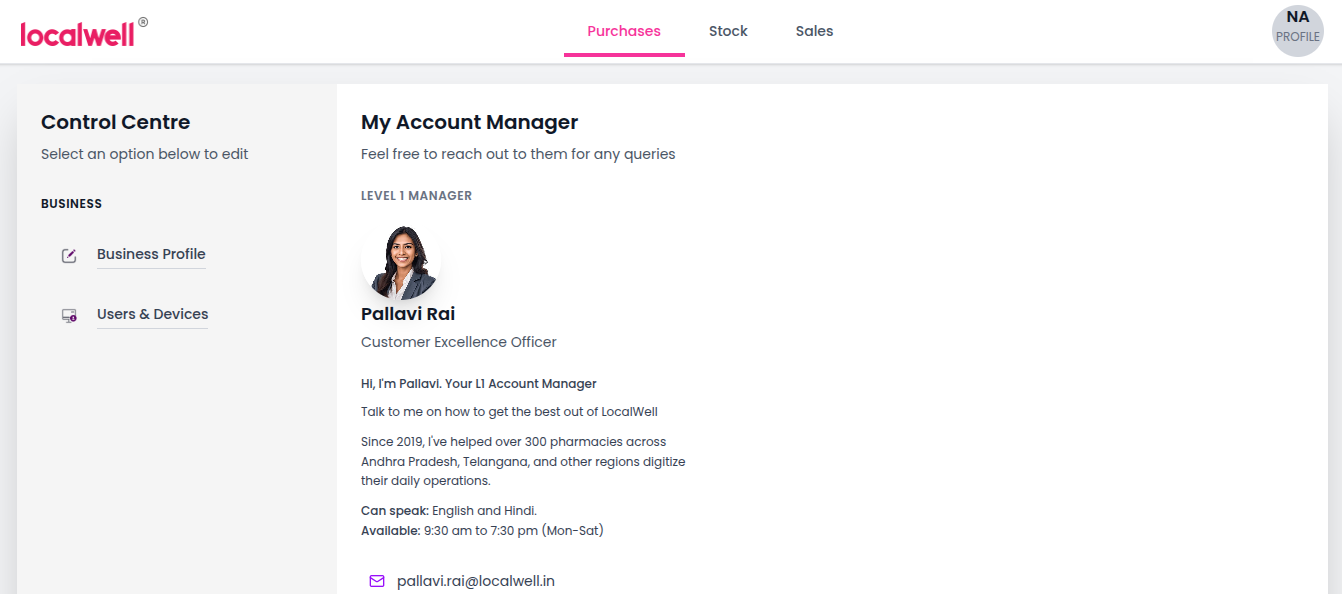 localwell ®
Purchases
Stock
Sales
NA
PROFILE
Control Centre
Select an option below to edit
BUSINESS
Business Profile
Users & Devices
My Account Manager
Feel free to reach out to them for any queries
LEVEL 1 MANAGER
Pallavi Rai
Customer Excellence Officer
Hi, I'm Pallavi. Your L1 Account Manager
Talk to me on how to get the best out of LocalWell
Since 2019, I've helped over 300 pharmacies across
Andhra Pradesh, Telangana, and other regions digitize
their daily operations.
Can speak: English and Hindi.
Available: 9:30 am to 7:30 pm (Mon-Sat)
pallavi.rai@localwell.in